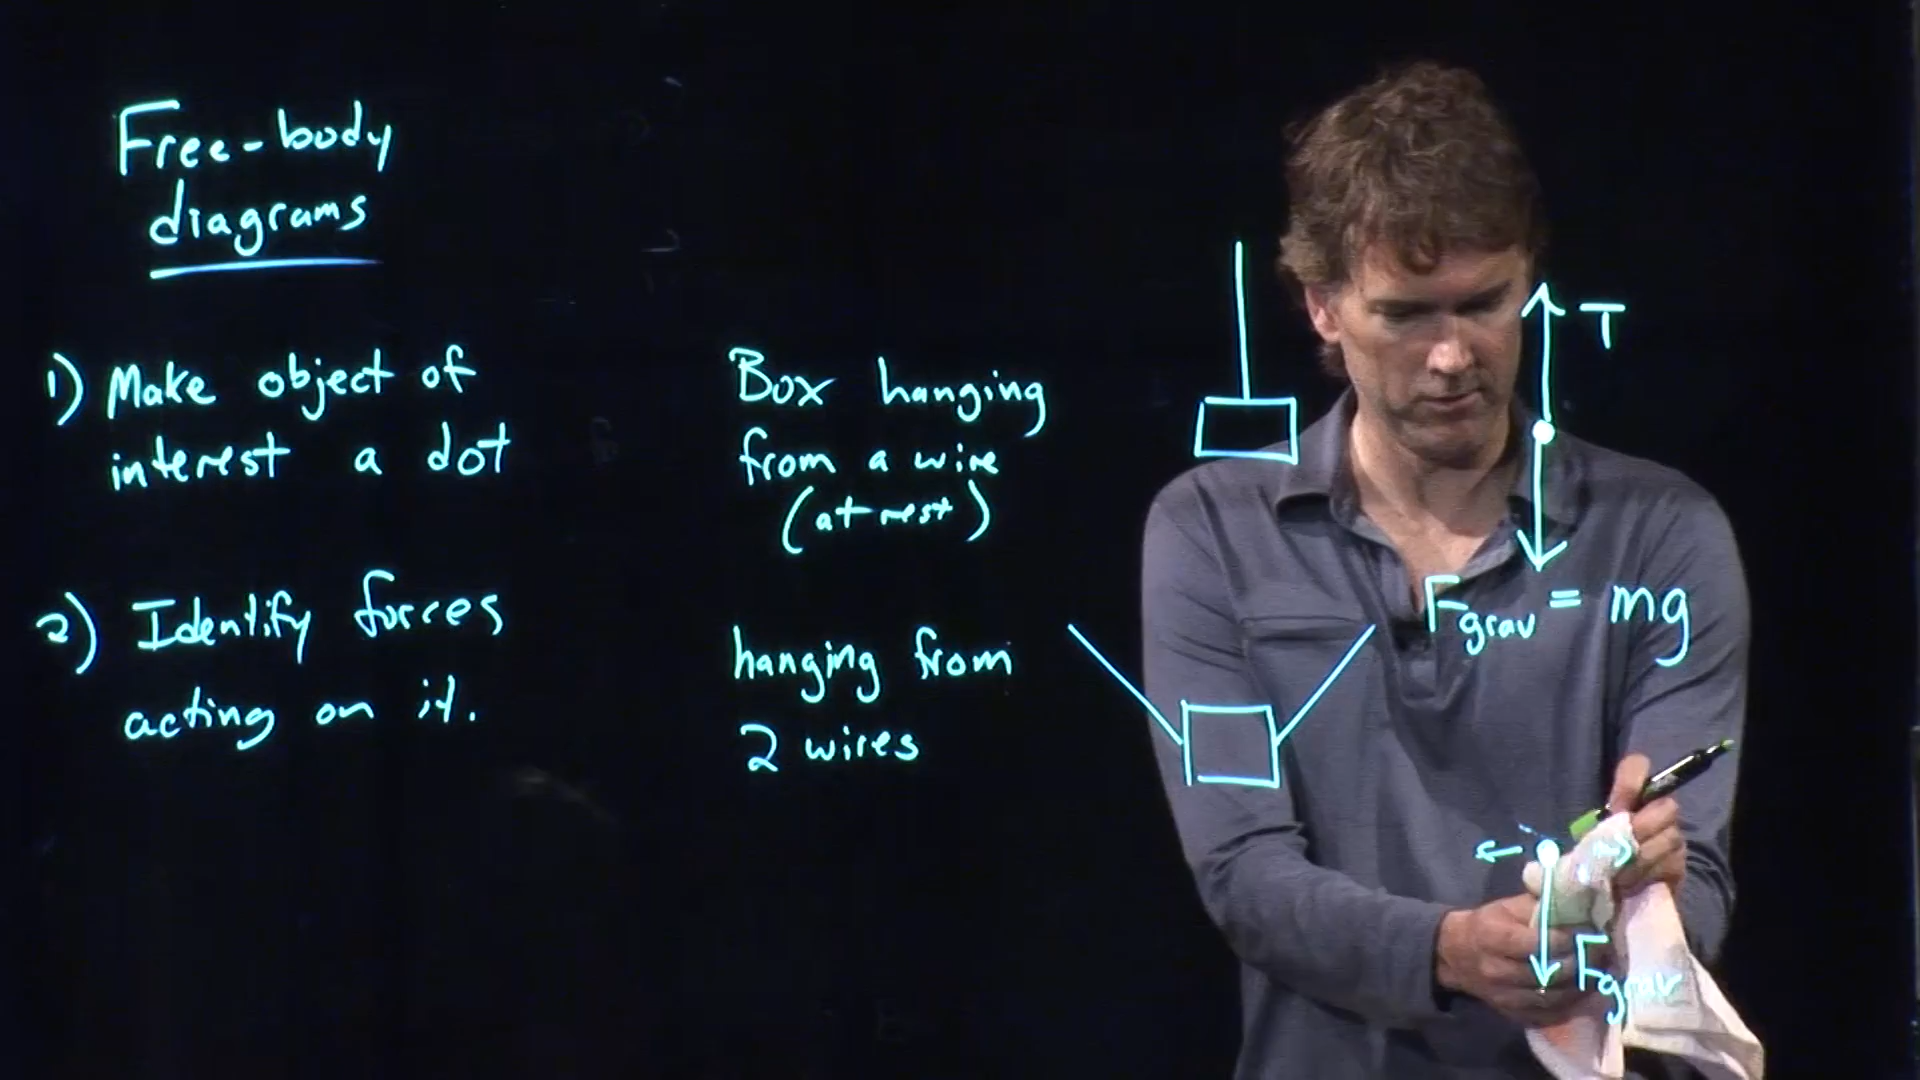 Free-body
diagrams
1) Make object of
interest a dot
2) Identify forces
acting on it.
Box hanging
from a wire
(at rest)
hanging from
2 wires
T
Fgrav = mg
Fgrav